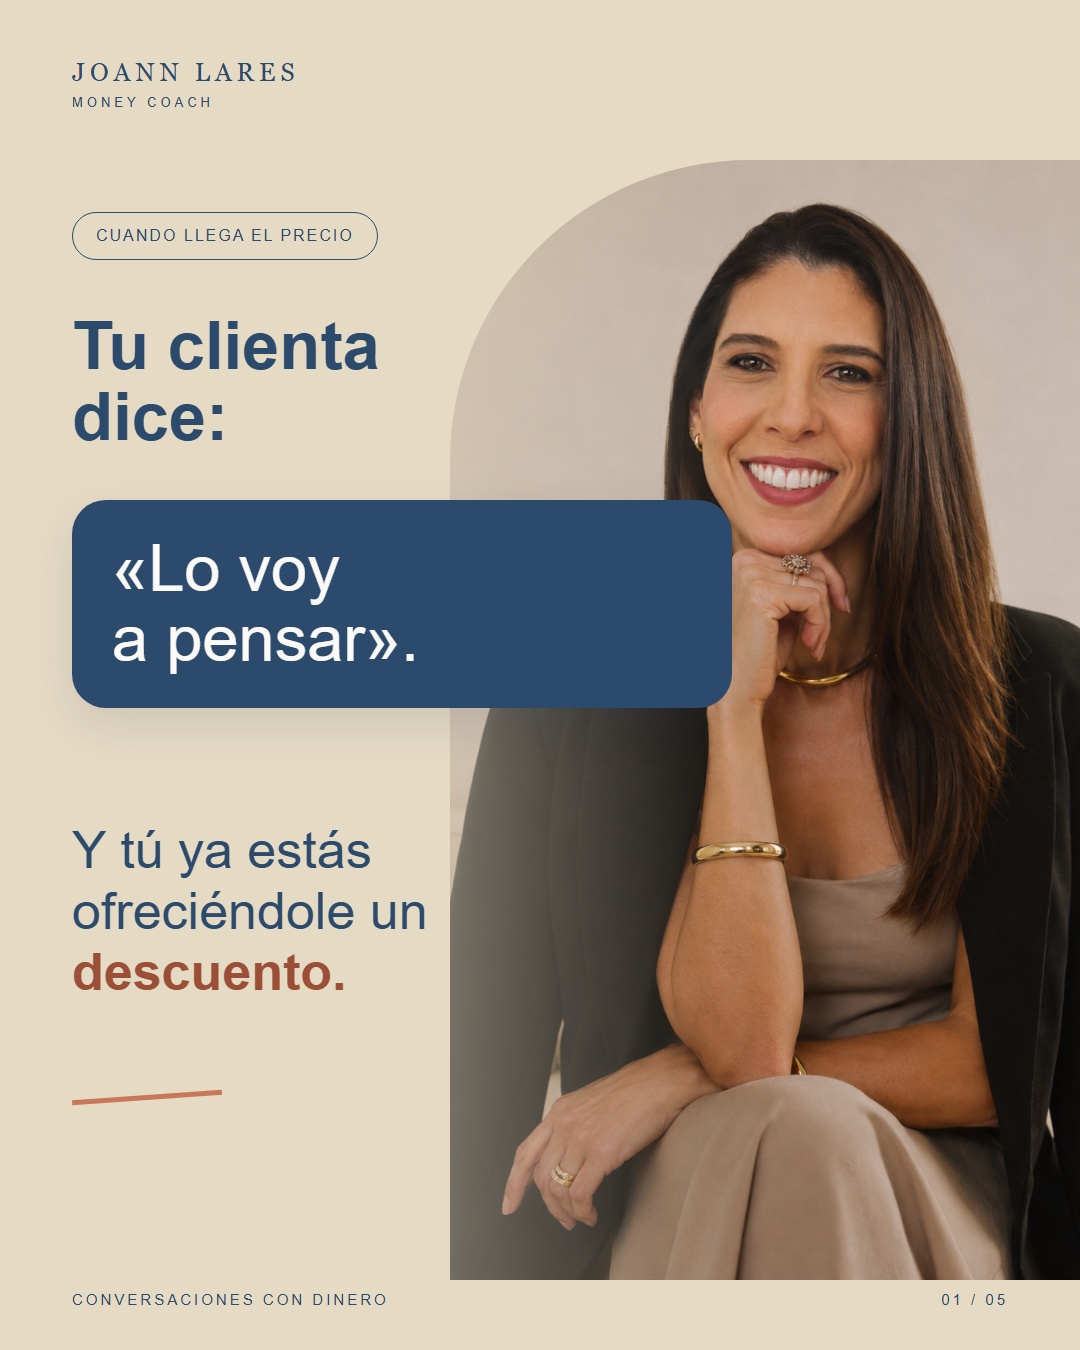 JOANN LARES
MONEY COACH
CUANDO LLEGA EL PRECIO
Tu clienta
dice:
«Lo voy
a pensar».
Y tú ya estás
ofreciéndole un
descuento.
CONVERSACIONES CON DINERO
01 / 05